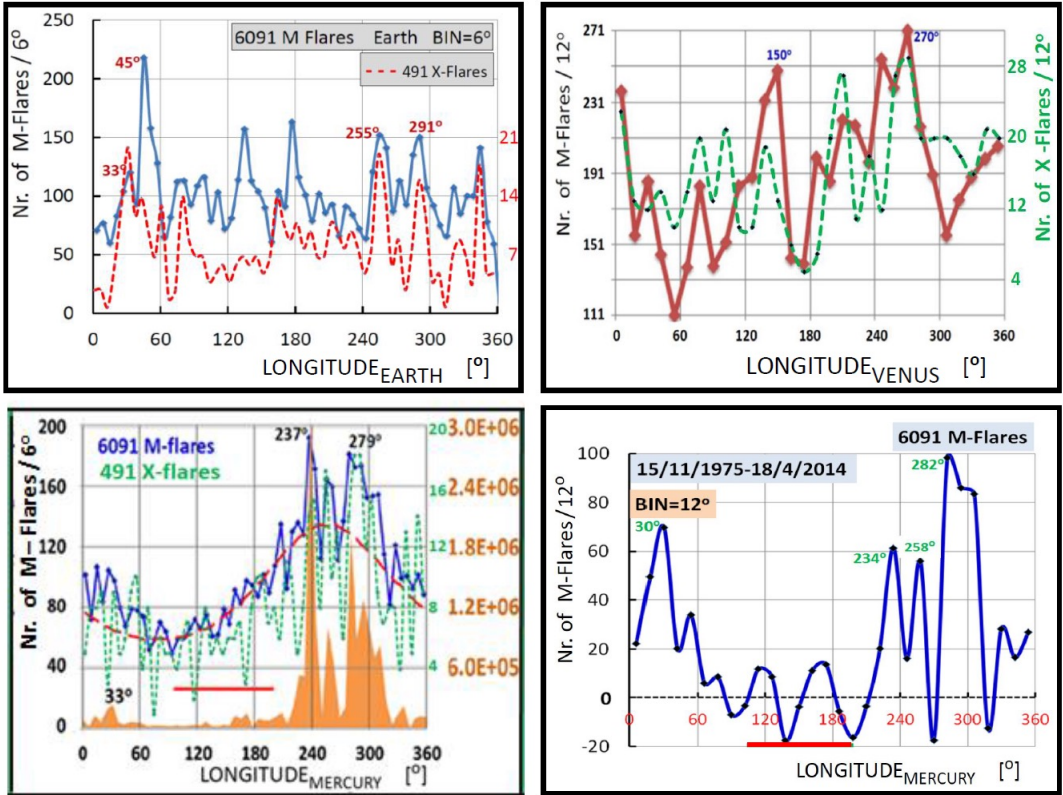 250
200
150
100
50
0
Nr. of M-Flares / 6°
6091 M Flares Earth BIN=6°
491 X-Flares
45°
33°
255°
291°
21
14
7
0 60 120 180 240 300 360
LONGITUDE EARTH [°]
271
231
191
151
111
Nr. of M-Flares / 12°
150°
270°
28
20
12
4
Nr. of X -Flares / 12°
0 60 120 180 240 300 360
LONGITUDE VENUS [°]
200
160
120
80
40
0
Nr. of M – Flares / 6°
6091 M-flares
491 X-flares
237°
279°
33°
20
16
12
8
4
3.0E+06
2.4E+06
1.8E+06
1.2E+06
6.0E+05
0 60 120 180 240 300 360
LONGITUDE MERCURY [°]
100
80
60
40
20
0
-20
Nr. of M-Flares / 12°
6091 M-Flares
15/11/1975-18/4/2014
BIN=12°
30°
234°
258°
282°
0 60 120 180 240 300 360
LONGITUDE MERCURY [°]